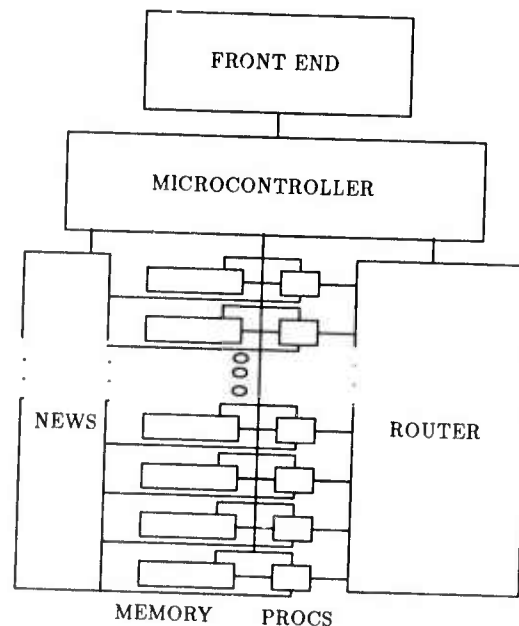 FRONT END
MICROCONTROLLER
NEWS
ROUTER
MEMORY PROCS